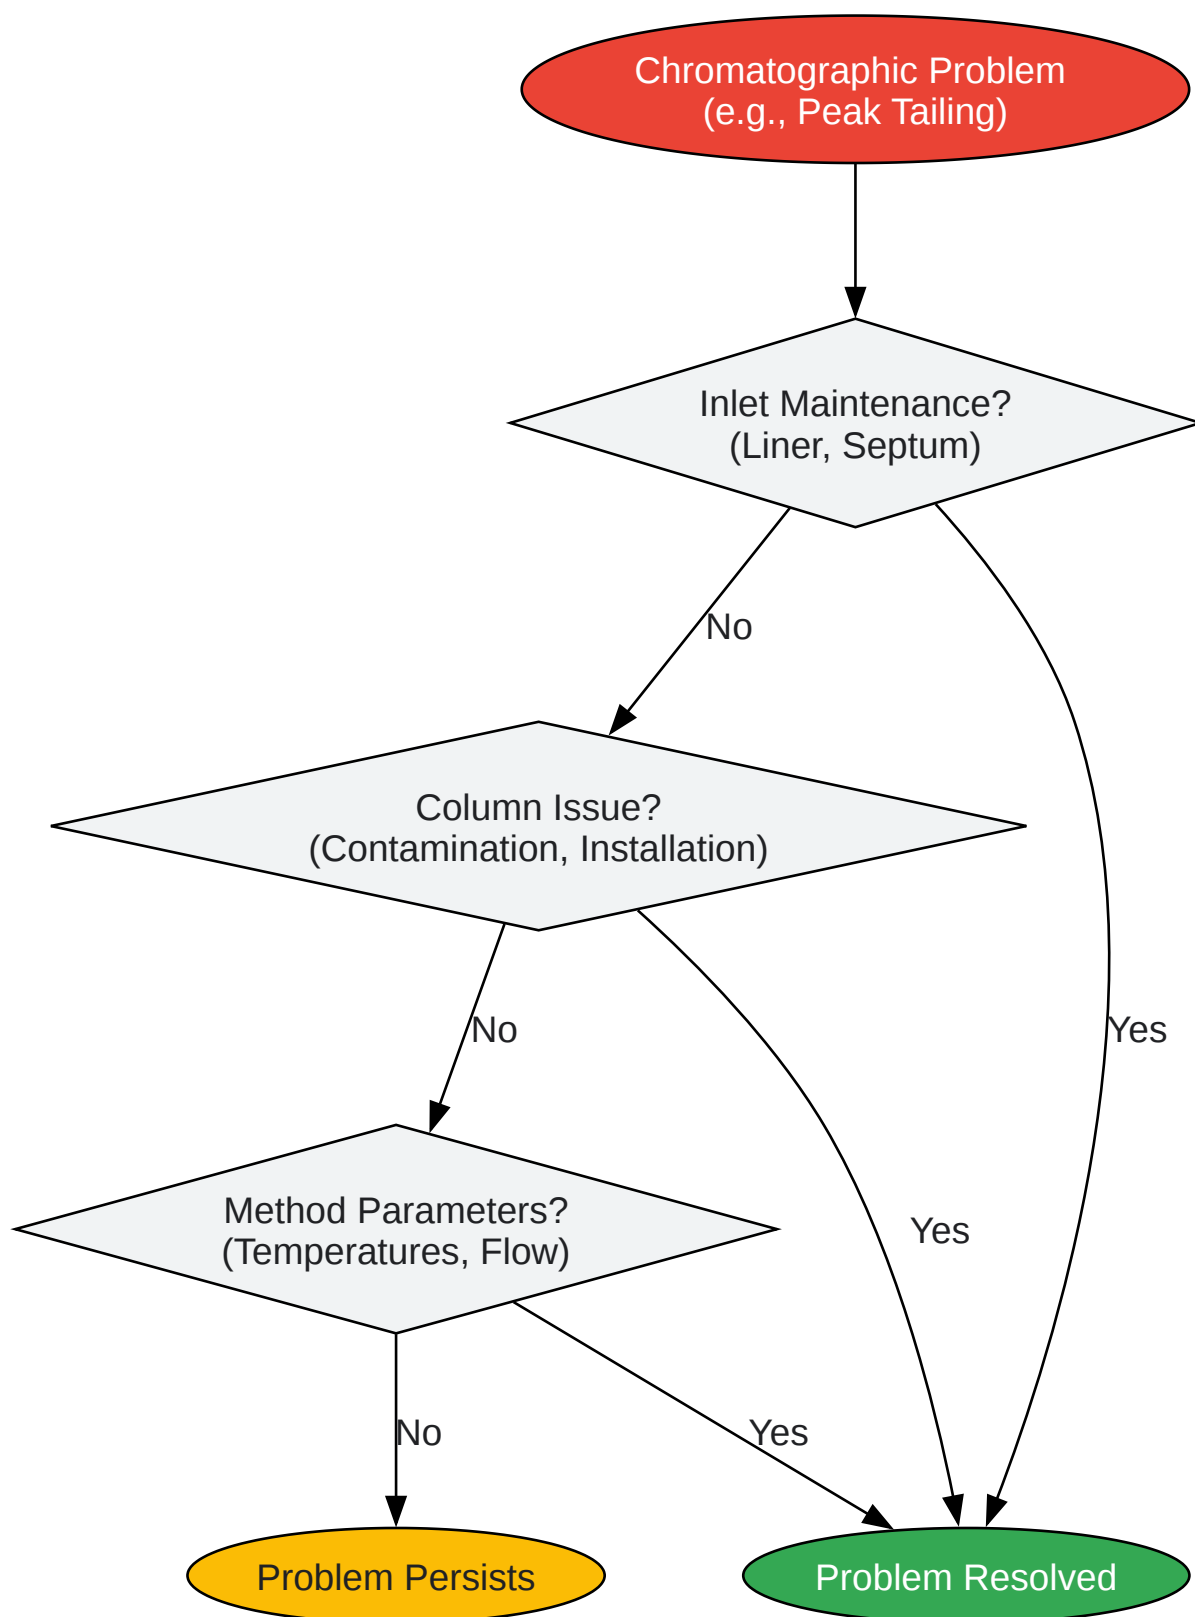 Chromatographic Problem
(e.g., Peak Tailing)
Inlet Maintenance?
(Liner, Septum)
No
Column Issue?
(Contamination, Installation)
No
Yes
Method Parameters?
(Temperatures, Flow)
Yes
No
Yes
Problem Persists
Problem Resolved